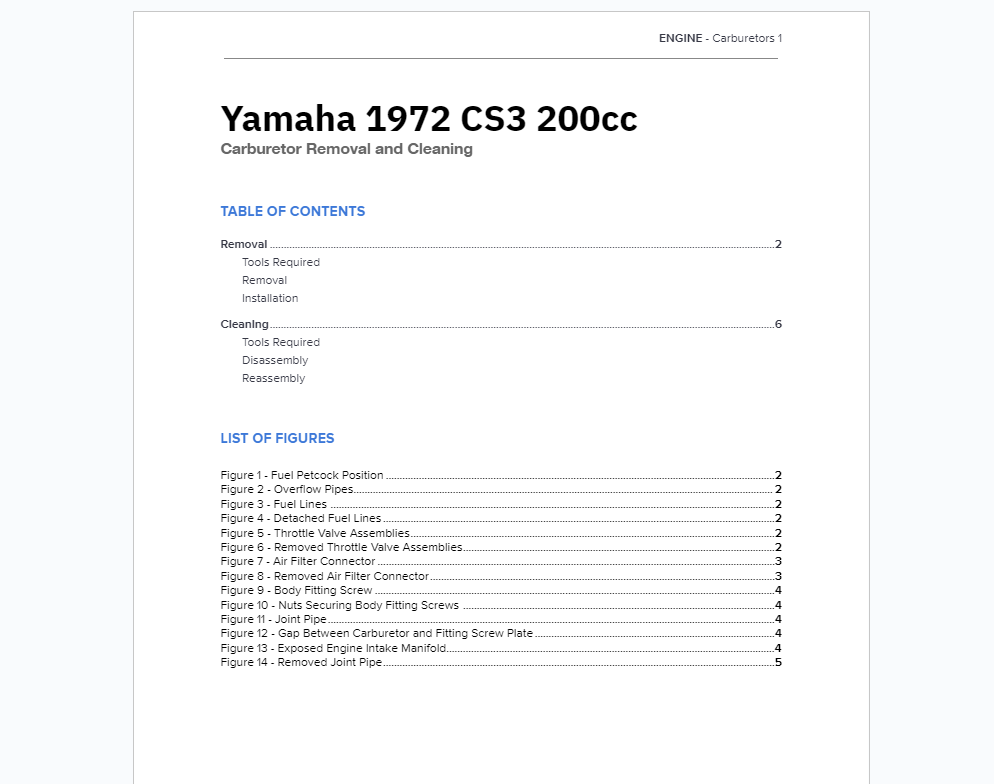 ENGINE - Carburetors 1
Yamaha 1972 CS3 200cc
Carburetor Removal and Cleaning
TABLE OF CONTENTS
Removal ........ 2
Tools Required
Removal
Installation
Cleaning ........ 6
Tools Required
Disassembly
Reassembly
LIST OF FIGURES
Figure 1 - Fuel Petcock Position ........ 2
Figure 2 - Overflow Pipes ........ 2
Figure 3 - Fuel Lines ........ 2
Figure 4 - Detached Fuel Lines ........ 2
Figure 5 - Throttle Valve Assemblies ........ 2
Figure 6 - Removed Throttle Valve Assemblies ........ 2
Figure 7 - Air Filter Connector ........ 3
Figure 8 - Removed Air Filter Connector ........ 3
Figure 9 - Body Fitting Screw ........ 4
Figure 10 - Nuts Securing Body Fitting Screws ........ 4
Figure 11 - Joint Pipe ........ 4
Figure 12 - Gap Between Carburetor and Fitting Screw Plate ........ 4
Figure 13 - Exposed Engine Intake Manifold ........ 4
Figure 14 - Removed Joint Pipe ........ 5